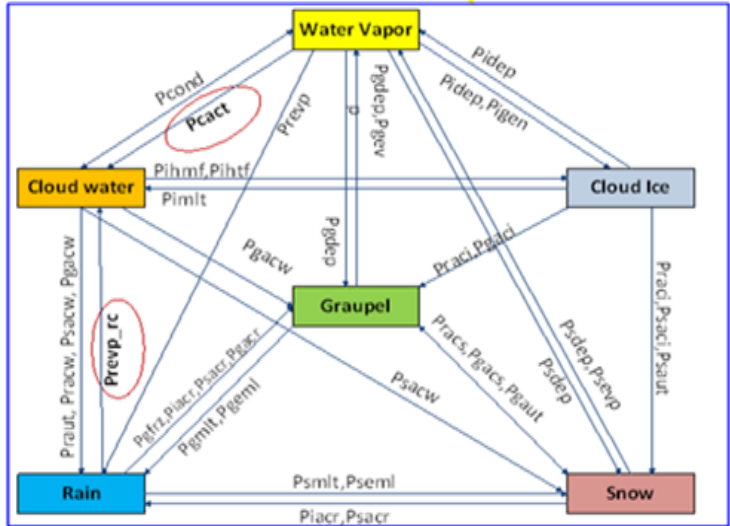 Water Vapor
Pcond
Pcact
Prevp
p
Pgdep,Pgev
Pidep
Pidep,Pigen
Cloud water
Pihmf,Pihtf
Pimlt
Cloud Ice
Pgacw
Pgdep
Praci,Pgaci
Graupel
Raut, Pracw, Psacw, Pgacw
Prevp_rc
Pgfrz,Piacr,Psacr,Pgacr
Pgmlt,Pgeml
Psacw
Pracs,Pgacs,Pgaut
Psdep
Psdep,Psevp
Praci,Psaci,Psaut
Rain
Psmlt,Pseml
Piacr,Psacr
Snow